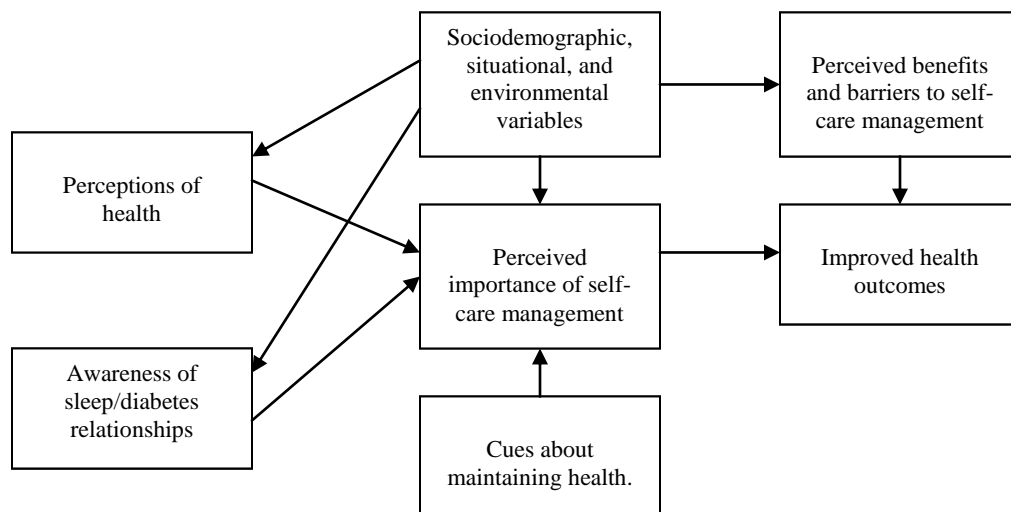 Sociodemographic,
situational, and
environmental
variables
Perceived benefits
and barriers to self-
care management
Perceptions of
health
Perceived
importance of self-
care management
Improved health
outcomes
Awareness of
sleep/diabetes
relationships
Cues about
maintaining health.